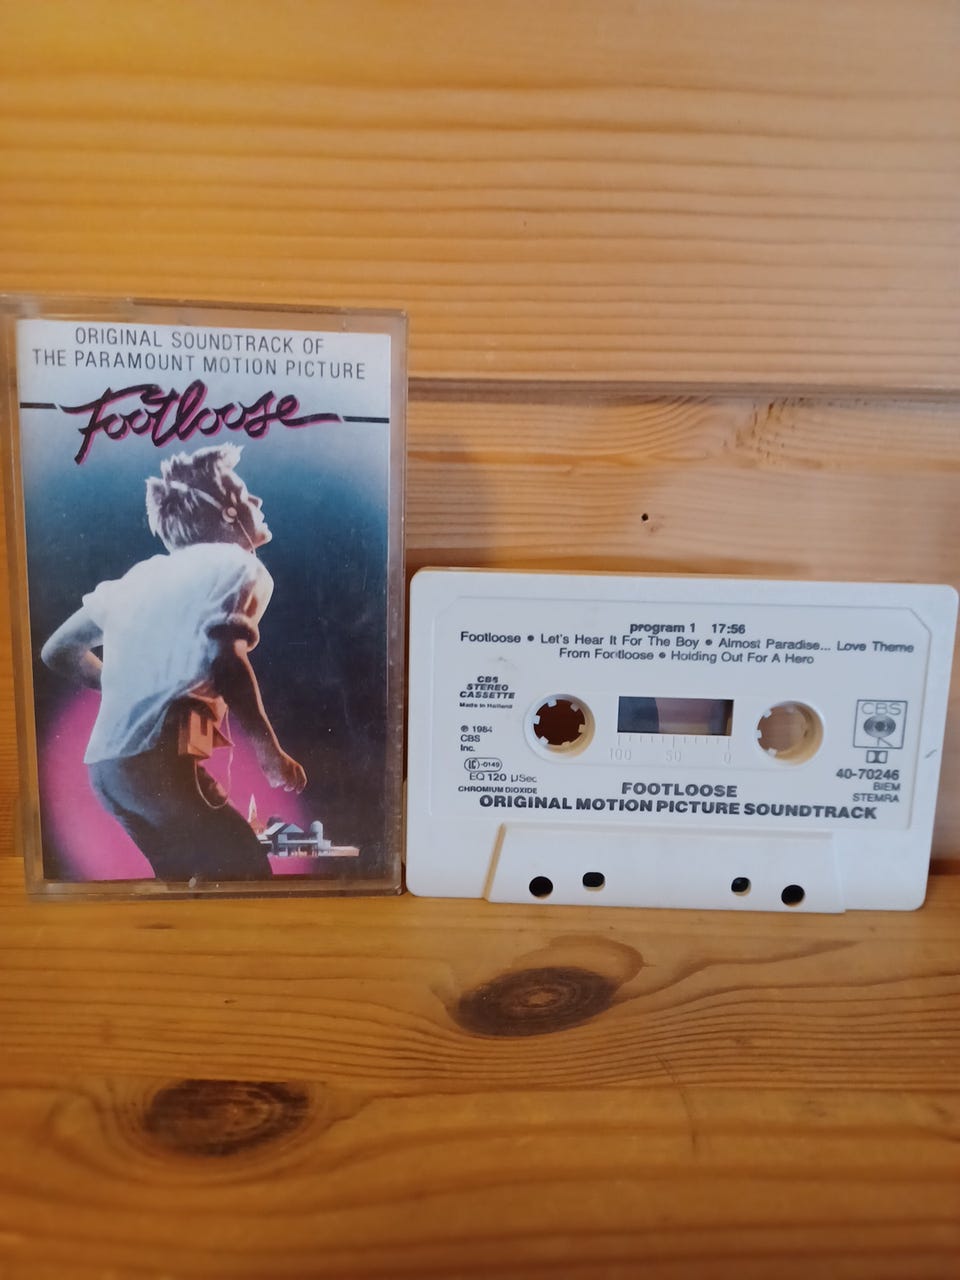 ORIGINAL SOUNDTRACK OF
THE PARAMOUNT MOTION PICTURE
Footloose
program 1 17:56
Footloose • Let's Hear It For The Boy • Almost Paradise... Love Theme
From Footloose • Holding Out For A Hero
CBS
STEREO
CASSETTE
Made in Holland
℗ 1984
CBS
Inc.
LC-0149
EQ 120 µSec
CHROMIUM DIOXIDE
100 50 0
CBS
40-70246
BIEM
STEMRA
FOOTLOOSE
ORIGINAL MOTION PICTURE SOUNDTRACK